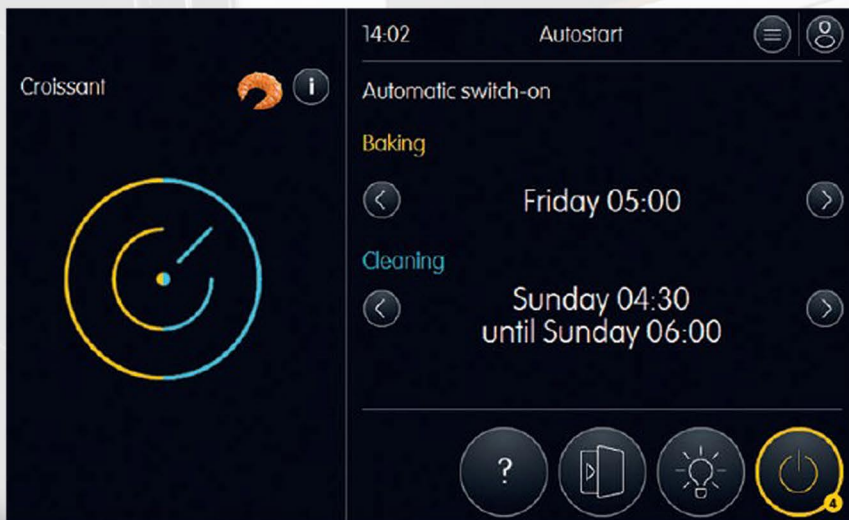 Croissant
i
14:02 Autostart
Automatic switch-on
Baking
Friday 05:00
Cleaning
Sunday 04:30
until Sunday 06:00
?
4